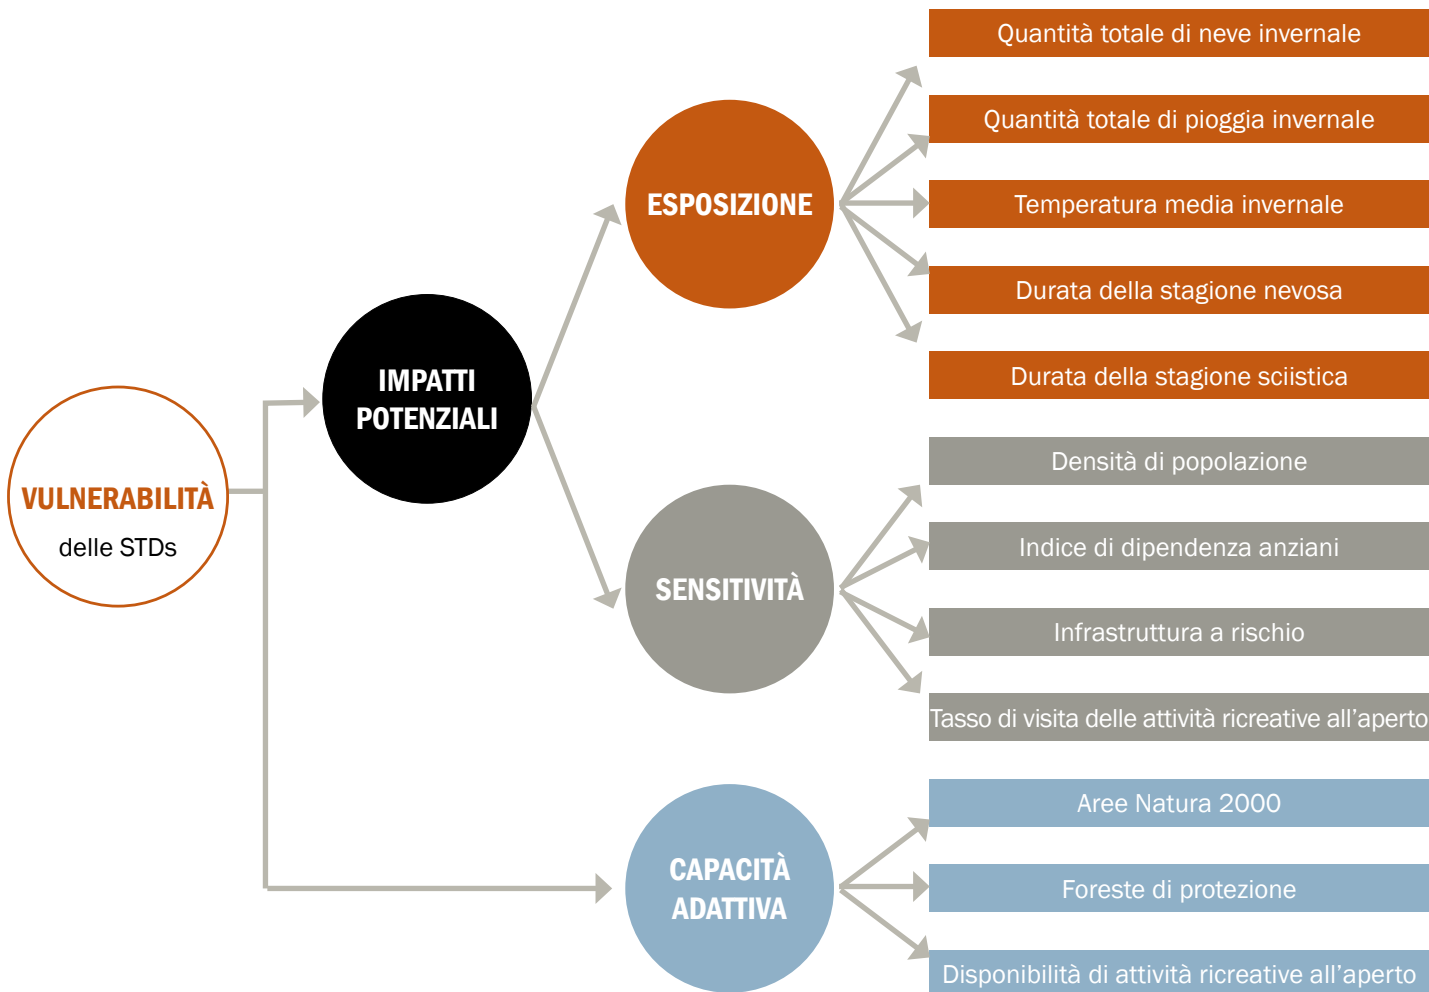 VULNERABILITÀ
delle STDs
IMPATTI
POTENZIALI
ESPOSIZIONE
Quantità totale di neve invernale
Quantità totale di pioggia invernale
Temperatura media invernale
Durata della stagione nevosa
Durata della stagione sciistica
SENSITIVITÀ
Densità di popolazione
Indice di dipendenza anziani
Infrastruttura a rischio
Tasso di visita delle attività ricreative all’aperto
CAPACITÀ
ADATTIVA
Aree Natura 2000
Foreste di protezione
Disponibilità di attività ricreative all’aperto